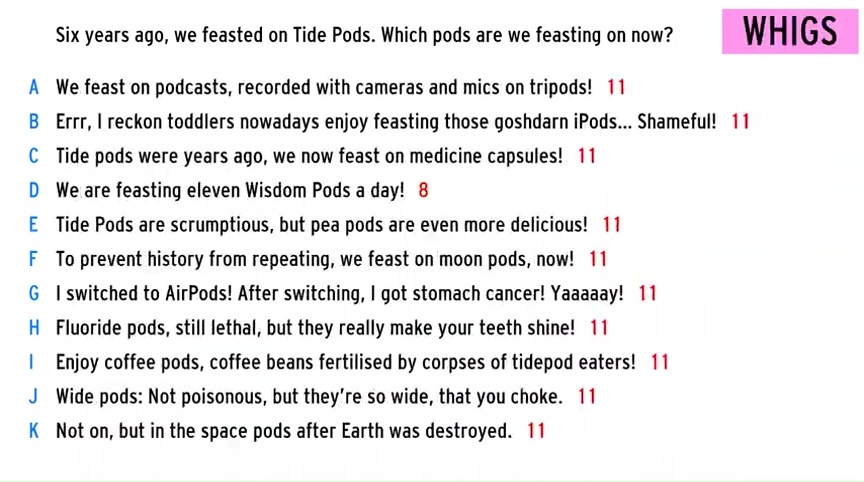 Six years ago, we feasted on Tide Pods. Which pods are we feasting on now?
WHIGS
A We feast on podcasts, recorded with cameras and mics on tripods! 11
B Errr, I reckon toddlers nowadays enjoy feasting those goshdarn iPods... Shameful! 11
C Tide pods were years ago, we now feast on medicine capsules! 11
D We are feasting eleven Wisdom Pods a day! 8
E Tide Pods are scrumptious, but pea pods are even more delicious! 11
F To prevent history from repeating, we feast on moon pods, now! 11
G I switched to AirPods! After switching, I got stomach cancer! Yaaaaay! 11
H Fluoride pods, still lethal, but they really make your teeth shine! 11
I Enjoy coffee pods, coffee beans fertilised by corpses of tidepod eaters! 11
J Wide pods: Not poisonous, but they're so wide, that you choke. 11
K Not on, but in the space pods after Earth was destroyed. 11